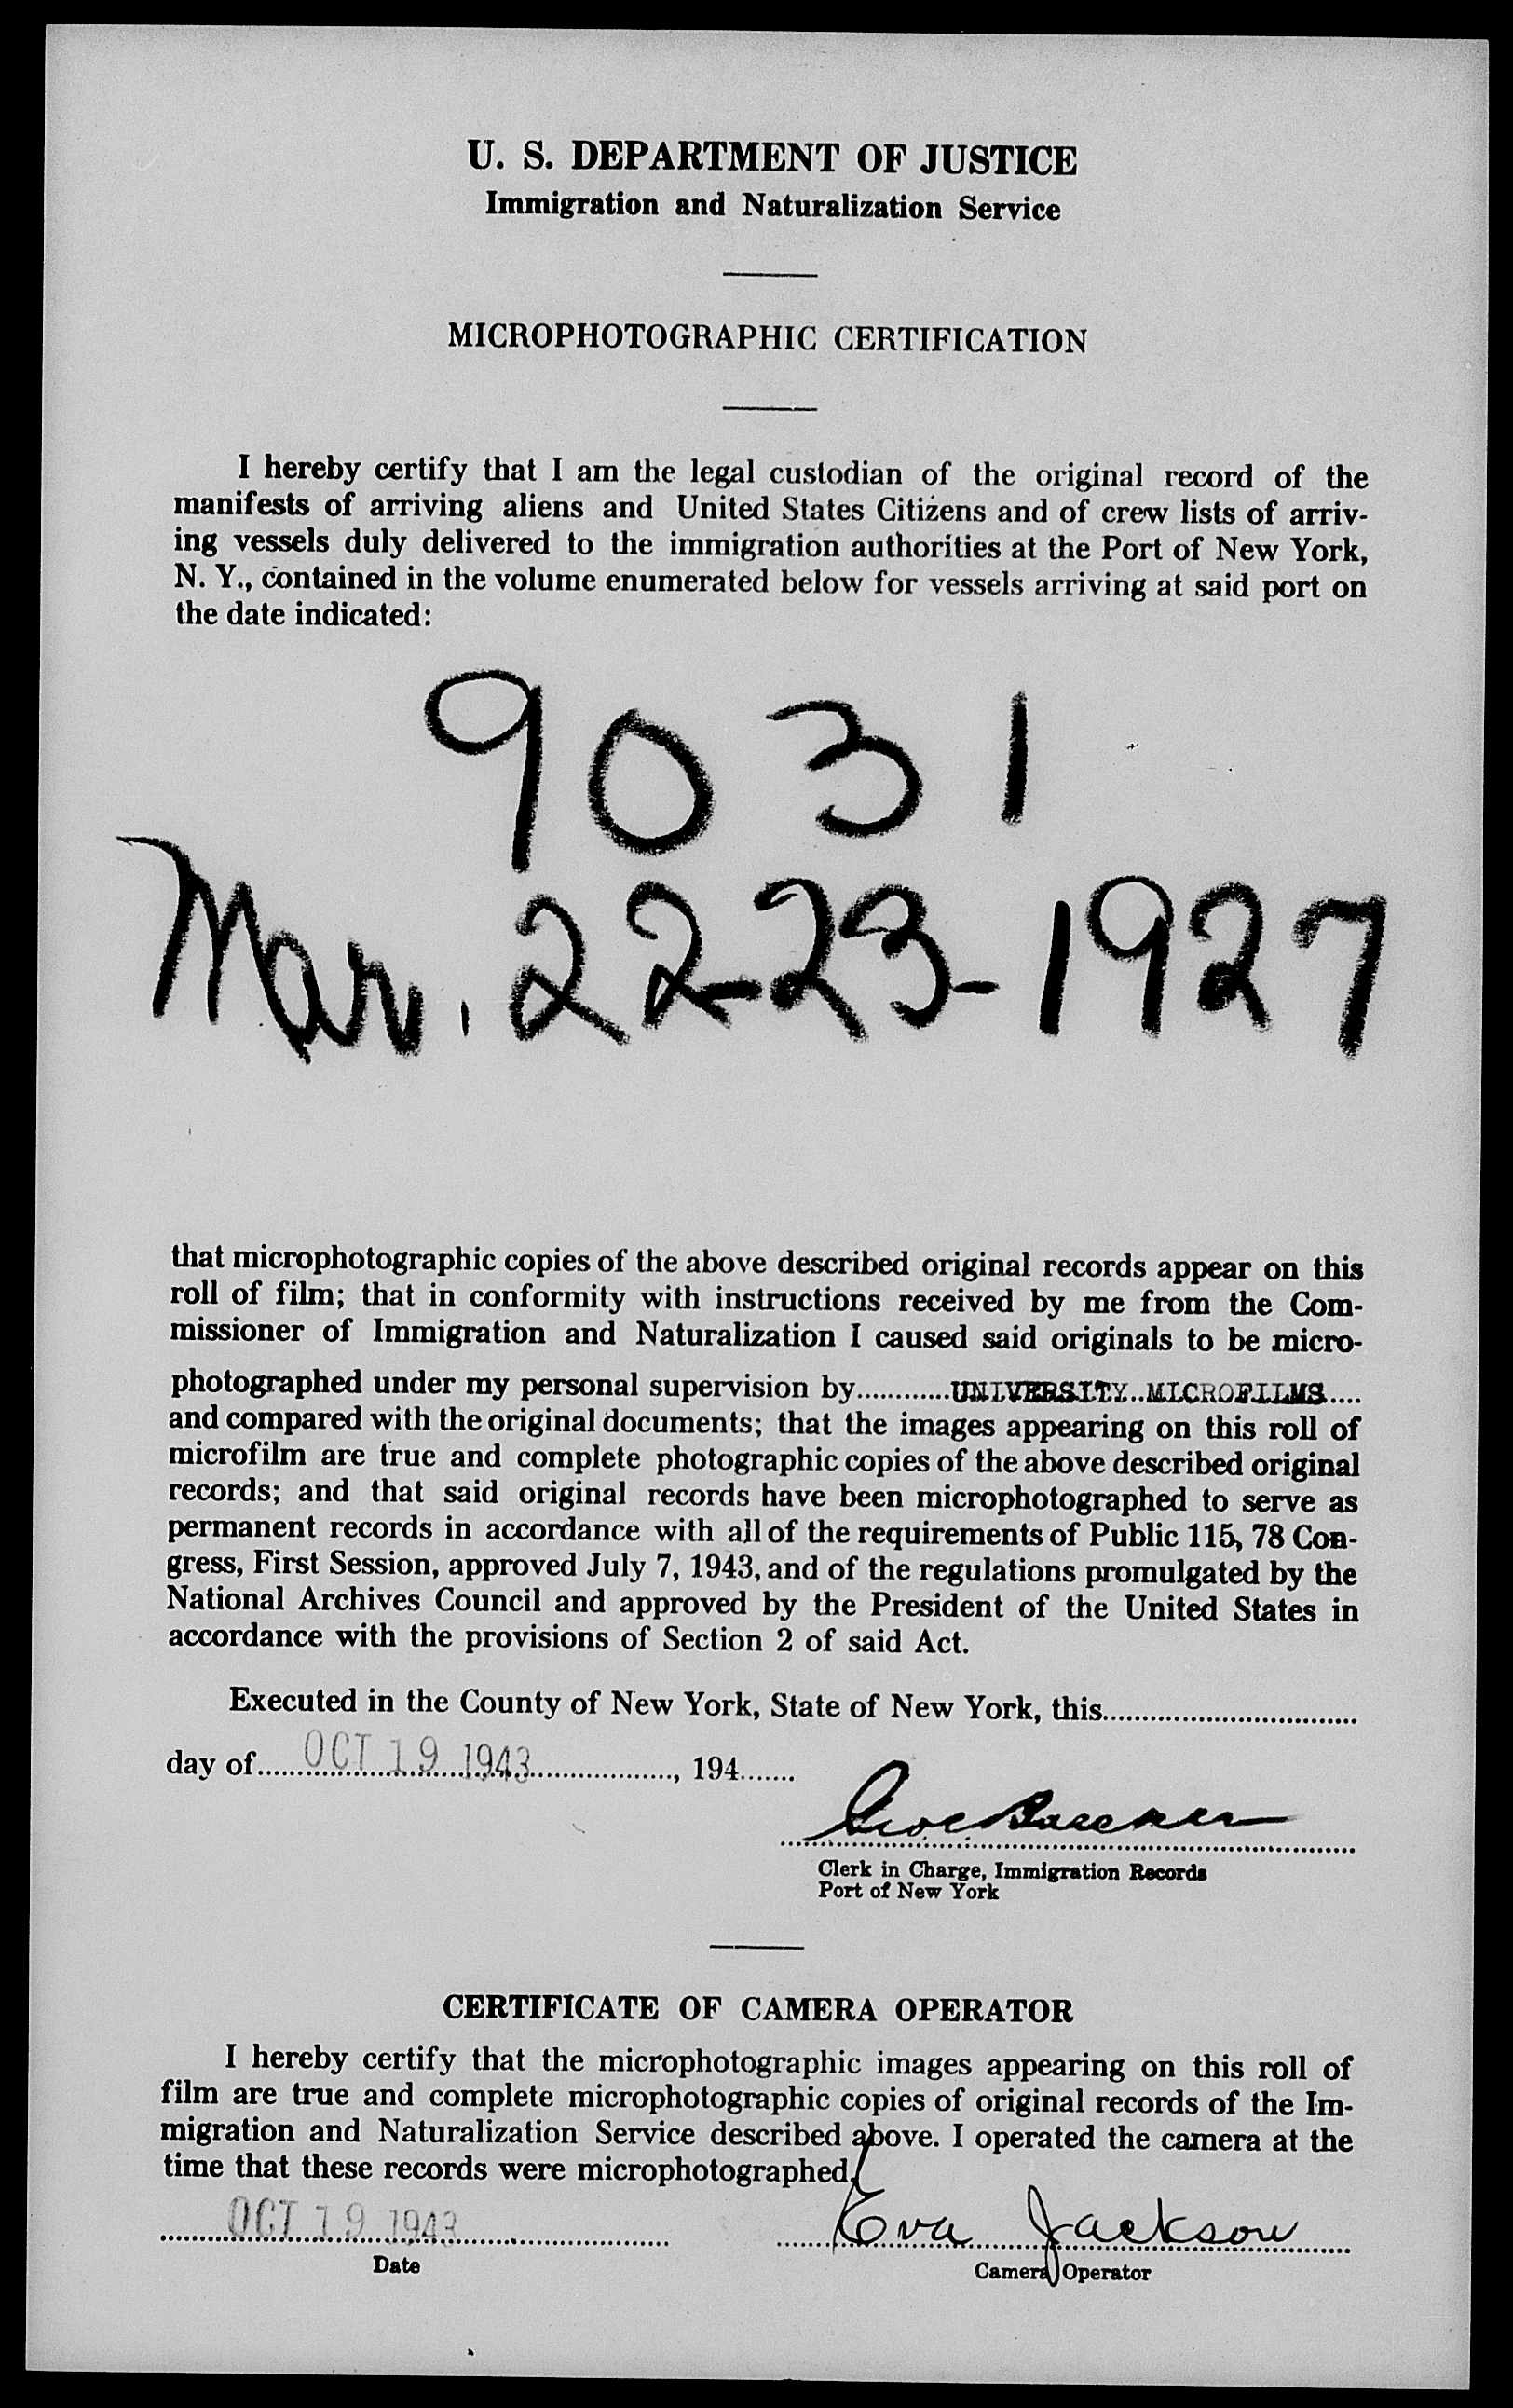 U. S. DEPARTMENT OF JUSTICE
Immigration and Naturalization Service
MICROPHOTOGRAPHIC CERTIFICATION
I hereby certify that I am the legal custodian of the original record of the
manifests of arriving aliens and United States Citizens and of crew lists of arriv-
ing vessels duly delivered to the immigration authorities at the Port of New York,
N. Y., contained in the volume enumerated below for vessels arriving at said port on
the date indicated:
9031
Mar. 22-23-1927
that microphotographic copies of the above described original records appear on this
roll of film; that in conformity with instructions received by me from the Com-
missioner of Immigration and Naturalization I caused said originals to be micro-
photographed under my personal supervision by............UNIVERSITY..MICROFILMS....
and compared with the original documents; that the images appearing on this roll of
microfilm are true and complete photographic copies of the above described original
records; and that said original records have been microphotographed to serve as
permanent records in accordance with all of the requirements of Public 115, 78 Con-
gress, First Session, approved July 7, 1943, and of the regulations promulgated by the
National Archives Council and approved by the President of the United States in
accordance with the provisions of Section 2 of said Act.
Executed in the County of New York, State of New York, this.................................
day of......OCT 19 1943..................., 194.......
Clerk in Charge, Immigration Records
Port of New York
CERTIFICATE OF CAMERA OPERATOR
I hereby certify that the microphotographic images appearing on this roll of
film are true and complete microphotographic copies of original records of the Im-
migration and Naturalization Service described above. I operated the camera at the
time that these records were microphotographed.
OCT 19 1943 Eva Jackson
Date Camera Operator